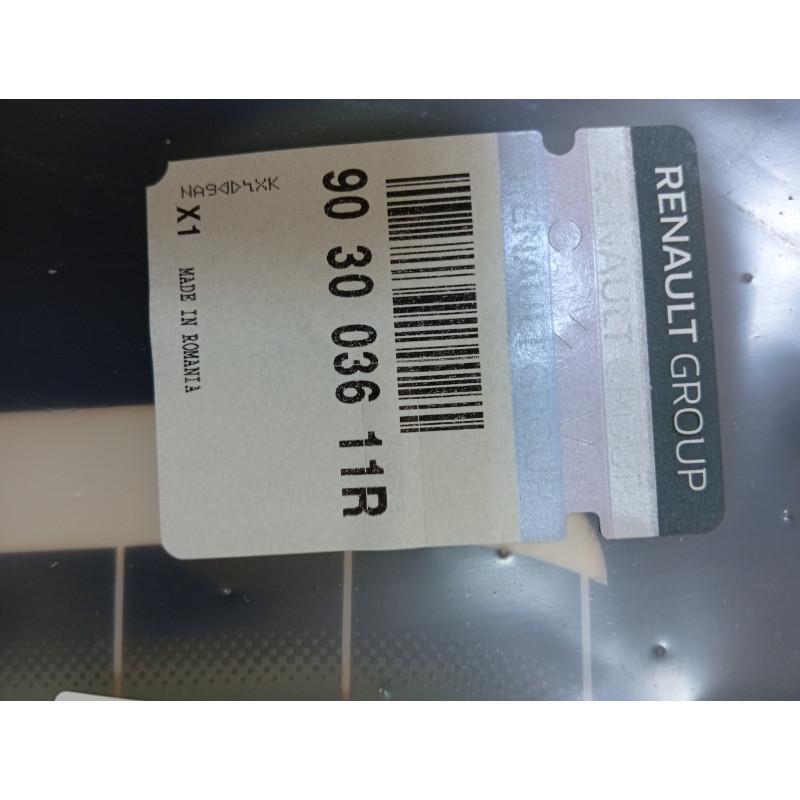 RENAULT GROUP
90 30 036 11R
X1 MADE IN ROMANIA